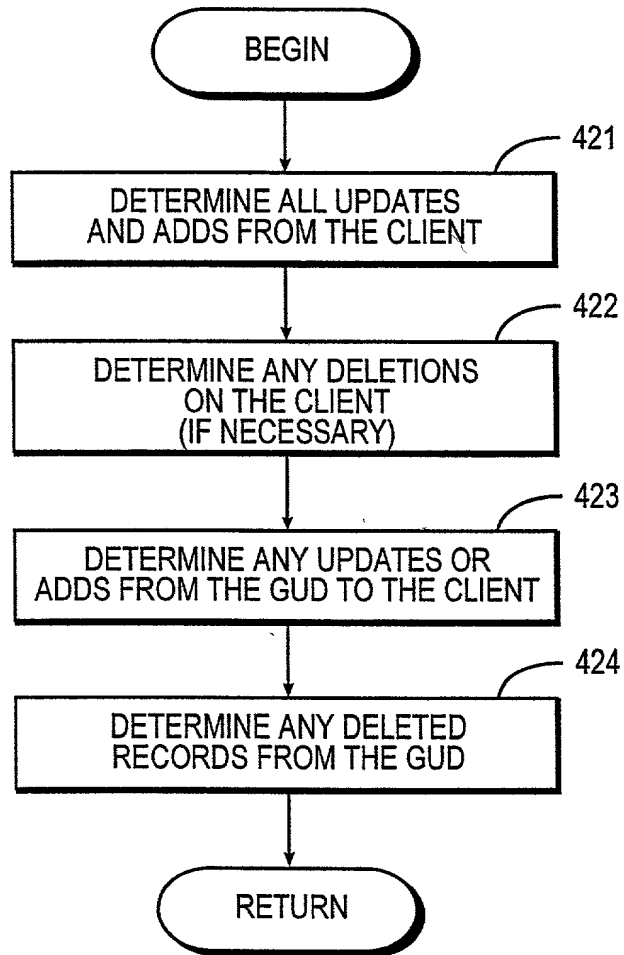 BEGIN
421
DETERMINE ALL UPDATES
AND ADDS FROM THE CLIENT
422
DETERMINE ANY DELETIONS
ON THE CLIENT
(IF NECESSARY)
423
DETERMINE ANY UPDATES OR
ADDS FROM THE GUD TO THE CLIENT
424
DETERMINE ANY DELETED
RECORDS FROM THE GUD
RETURN